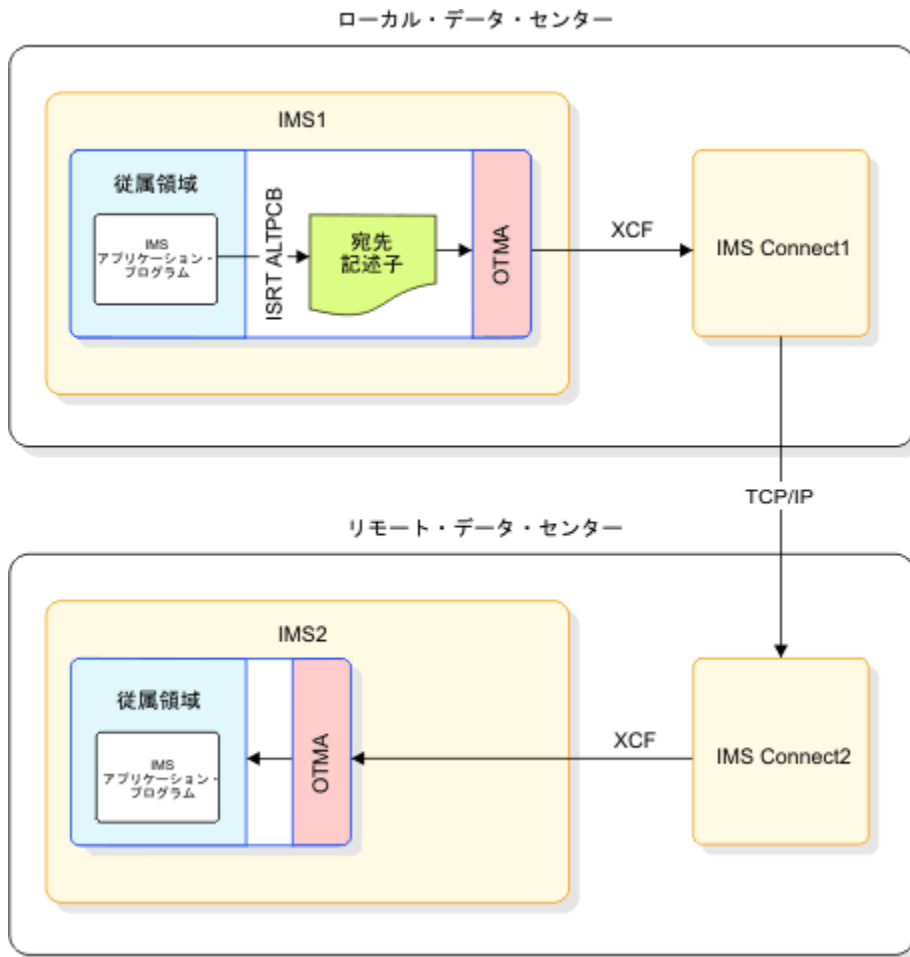 ローカル・データ・センター
IMS1
従属領域
IMS
アプリケーション・
プログラム
ISRT ALTPCB
宛先
記述子
OTMA
XCF
IMS Connect1
TCP/IP
リモート・データ・センター
IMS2
従属領域
IMS
アプリケーション・
プログラム
OTMA
XCF
IMS Connect2